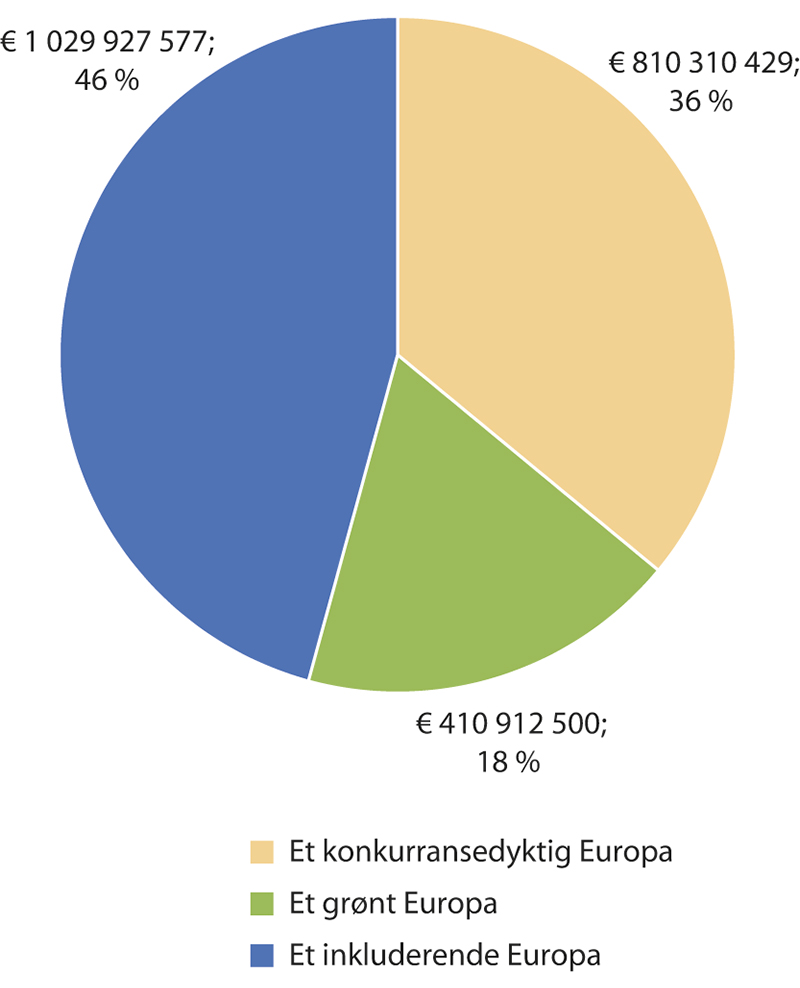 € 1 029 927 577;
46 %
€ 810 310 429;
36 %
€ 410 912 500;
18 %
Et konkurransedyktig Europa
Et grønt Europa
Et inkluderende Europa